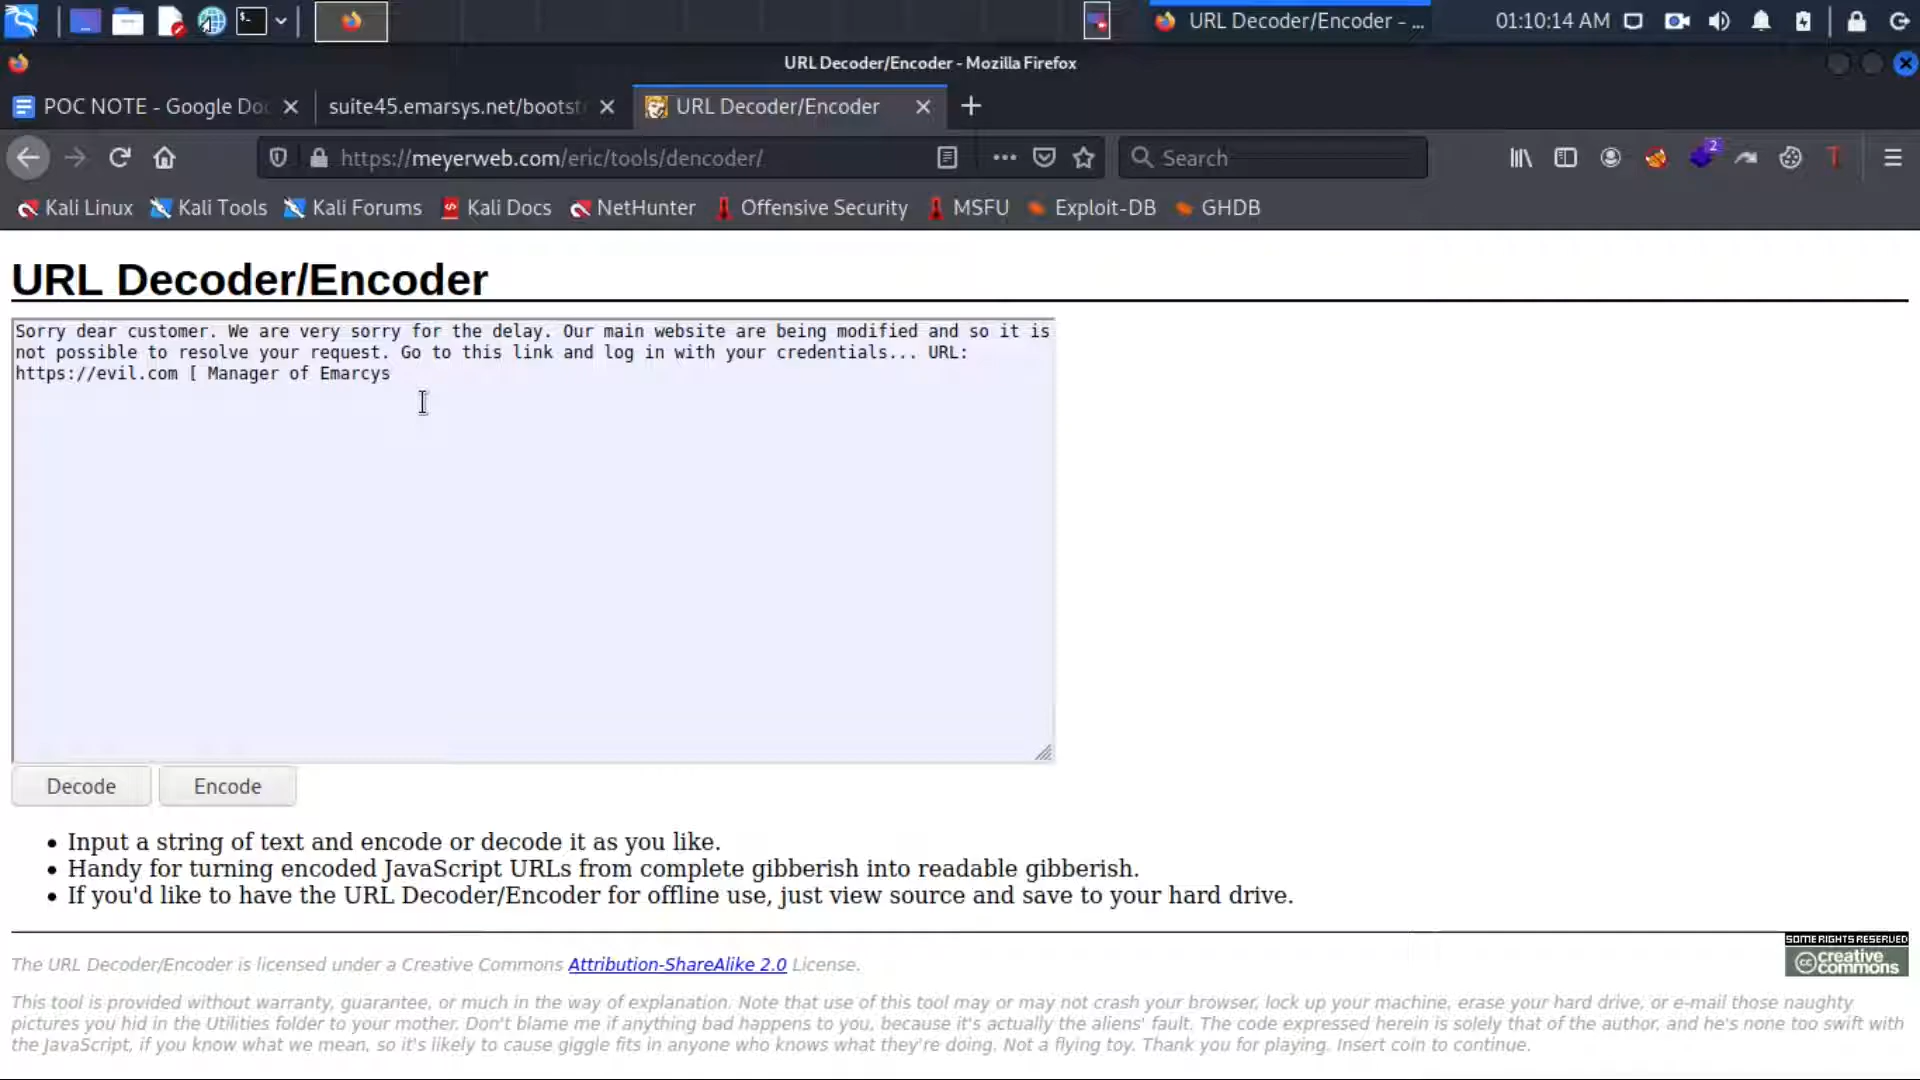 URL Decoder/Encoder - ...
01:10:14 AM
URL Decoder/Encoder - Mozilla Firefox
POC NOTE - Google Doc
suite45.emarsys.net/bootst
URL Decoder/Encoder
https://meyerweb.com/eric/tools/dencoder/
Search
2
Kali Linux Kali Tools Kali Forums Kali Docs NetHunter Offensive Security MSFU Exploit-DB GHDB
URL Decoder/Encoder
Sorry dear customer. We are very sorry for the delay. Our main website are being modified and so it is
not possible to resolve your request. Go to this link and log in with your credentials... URL:
https://evil.com [ Manager of Emarcys
Decode Encode
• Input a string of text and encode or decode it as you like.
• Handy for turning encoded JavaScript URLs from complete gibberish into readable gibberish.
• If you'd like to have the URL Decoder/Encoder for offline use, just view source and save to your hard drive.
SOME RIGHTS RESERVED
cc creative commons
The URL Decoder/Encoder is licensed under a Creative Commons Attribution-ShareAlike 2.0 License.
This tool is provided without warranty, guarantee, or much in the way of explanation. Note that use of this tool may or may not crash your browser, lock up your machine, erase your hard drive, or e-mail those naughty
pictures you hid in the Utilities folder to your mother. Don't blame me if anything bad happens to you, because it's actually the aliens' fault. The code expressed herein is solely that of the author, and he's none too swift with
the JavaScript, if you know what we mean, so it's likely to cause giggle fits in anyone who knows what they're doing. Not a flying toy. Thank you for playing. Insert coin to continue.